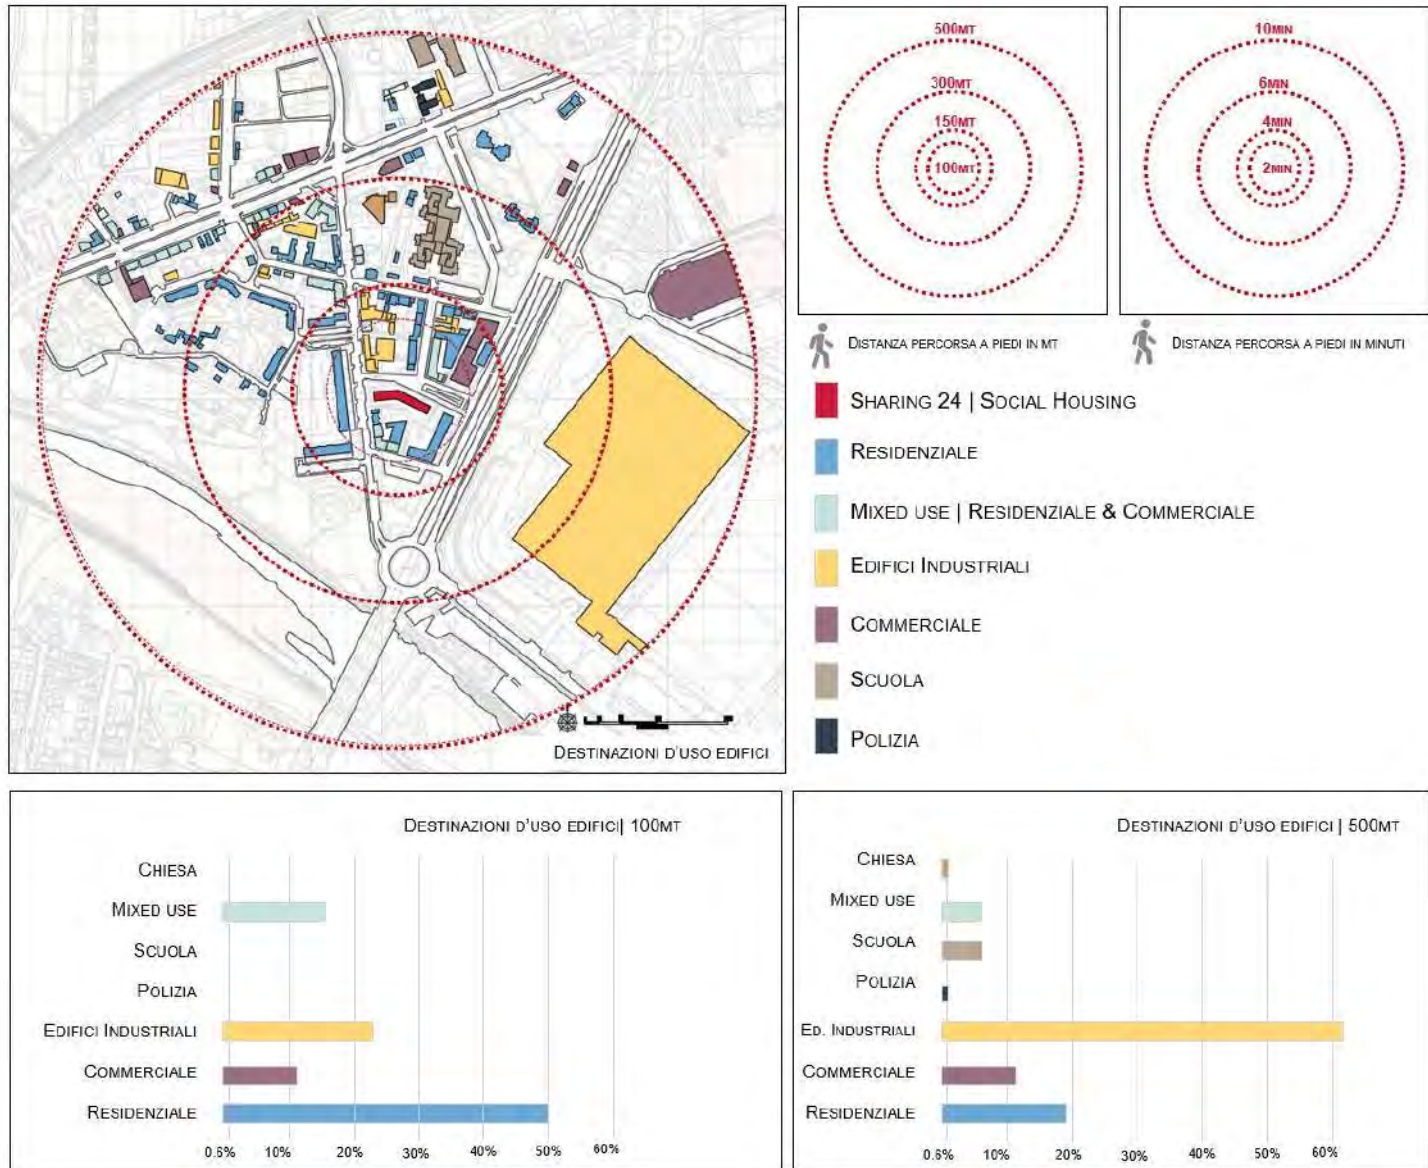 500MT
300MT
150MT
100MT
10MIN
6MIN
4MIN
2MIN
DISTANZA PERCORSA A PIEDI IN MT
DISTANZA PERCORSA A PIEDI IN MINUTI
SHARING 24 | SOCIAL HOUSING
RESIDENZIALE
MIXED USE | RESIDENZIALE & COMMERCIALE
EDIFICI INDUSTRIALI
COMMERCIALE
SCUOLA
POLIZIA
DESTINAZIONI D'USO EDIFICI
DESTINAZIONI D'USO EDIFICI| 100MT
CHIESA
MIXED USE
SCUOLA
POLIZIA
EDIFICI INDUSTRIALI
COMMERCIALE
RESIDENZIALE
0.6% 10% 20% 30% 40% 50% 60%
DESTINAZIONI D'USO EDIFICI | 500MT
CHIESA
MIXED USE
SCUOLA
POLIZIA
ED. INDUSTRIALI
COMMERCIALE
RESIDENZIALE
0.6% 10% 20% 30% 40% 50% 60%